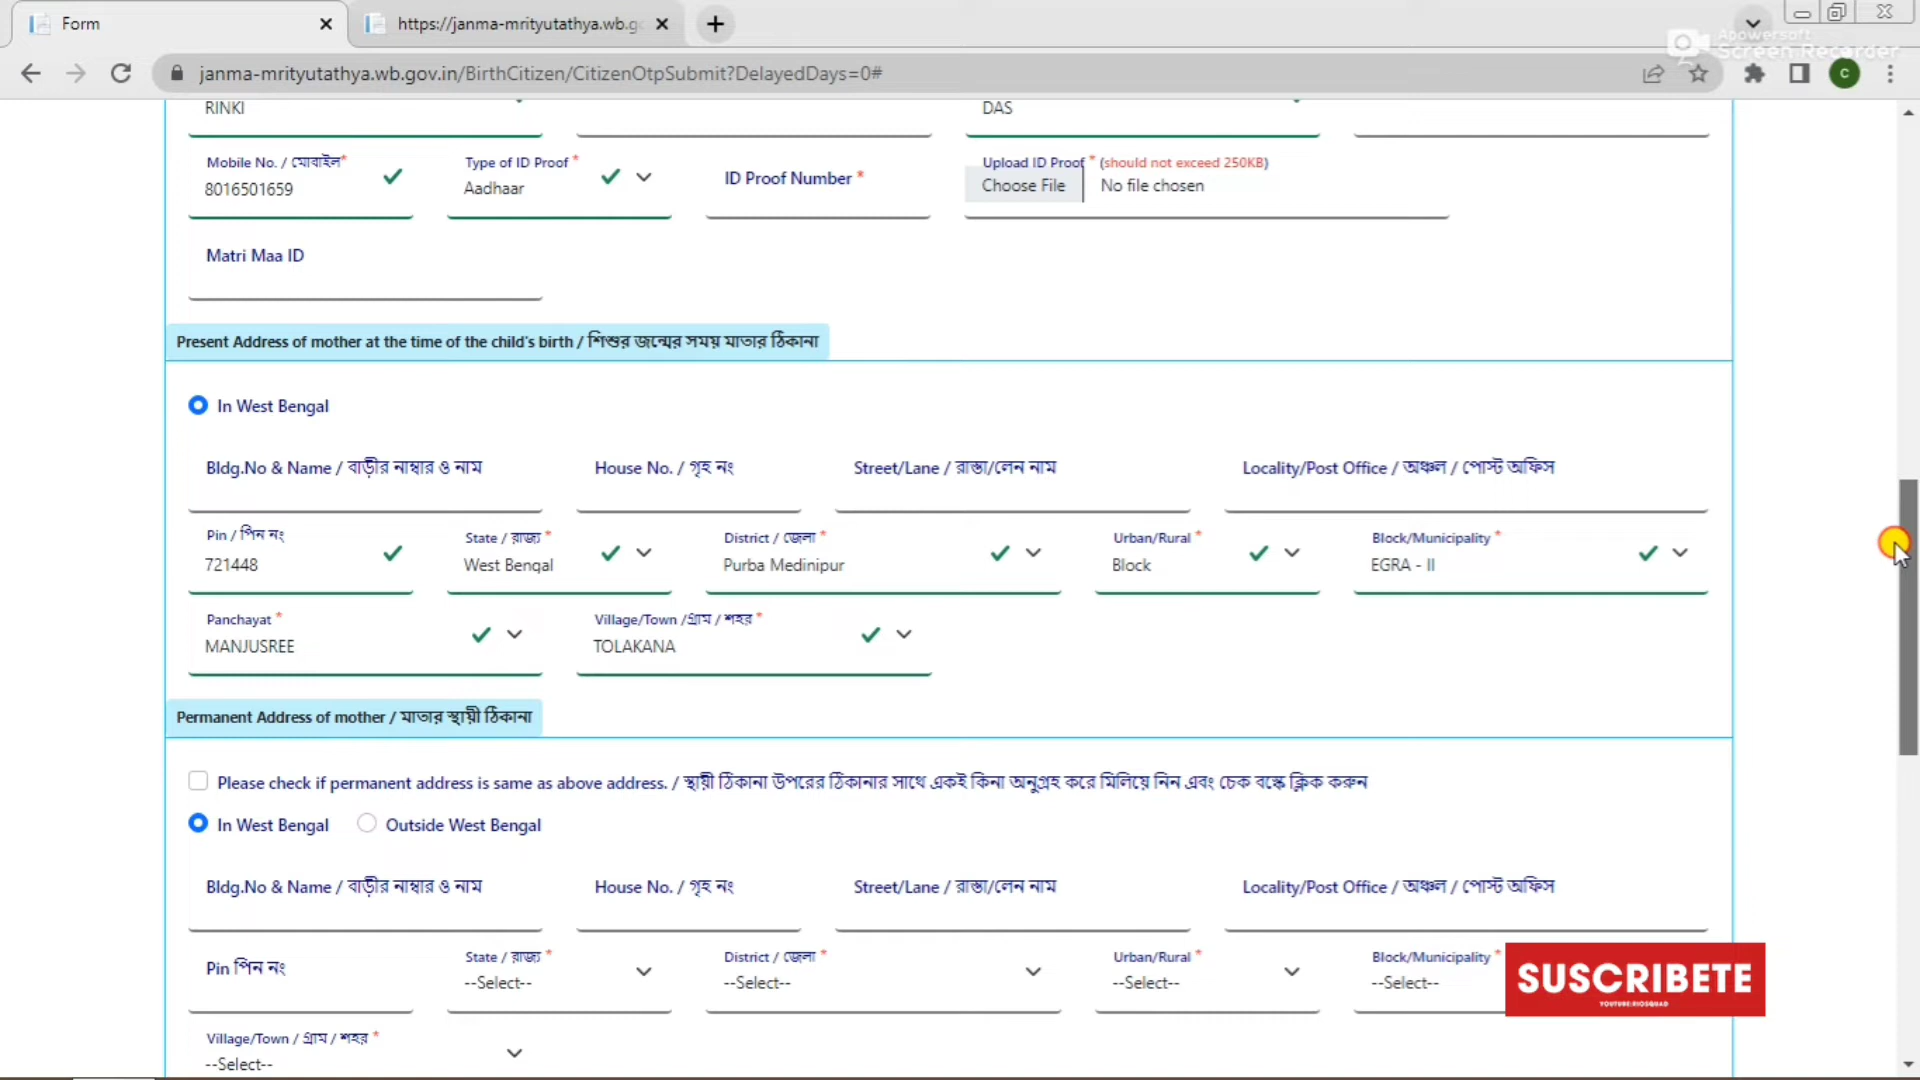 Form
https://janma-mrityutathya.wb.gc
janma-mrityutathya.wb.gov.in/BirthCitizen/CitizenOtpSubmit?DelayedDays=0#
Apowersoft
Screen Recorder
C
RINKI
DAS
Mobile No. / মোবাইল*
Type of ID Proof *
ID Proof Number *
Upload ID Proof * (should not exceed 250KB)
8016501659
Aadhaar
Choose File No file chosen
Matri Maa ID
Present Address of mother at the time of the child's birth / শিশুর জন্মের সময় মাতার ঠিকানা
In West Bengal
Bldg.No & Name / বাড়ীর নাম্বার ও নাম
House No. / গৃহ নং
Street/Lane / রাস্তা/লেন নাম
Locality/Post Office / অঞ্চল / পোস্ট অফিস
Pin / পিন নং
State / রাজ্য *
District / জেলা *
Urban/Rural *
Block/Municipality *
721448
West Bengal
Purba Medinipur
Block
EGRA - II
Panchayat *
Village/Town /গ্রাম / শহর *
MANJUSREE
TOLAKANA
Permanent Address of mother / মাতার স্থায়ী ঠিকানা
Please check if permanent address is same as above address. / স্থায়ী ঠিকানা উপরের ঠিকানার সাথে একই কিনা অনুগ্রহ করে মিলিয়ে নিন এবং চেক বক্সে ক্লিক করুন
In West Bengal Outside West Bengal
Bldg.No & Name / বাড়ীর নাম্বার ও নাম
House No. / গৃহ নং
Street/Lane / রাস্তা/লেন নাম
Locality/Post Office / অঞ্চল / পোস্ট অফিস
Pin পিন নং
State / রাজ্য *
District / জেলা *
Urban/Rural *
Block/Municipality *
--Select--
--Select--
--Select--
--Select--
SUSCRIBETE
YOUTUBE:RIOSQUAD
Village/Town / গ্রাম / শহর *
--Select--